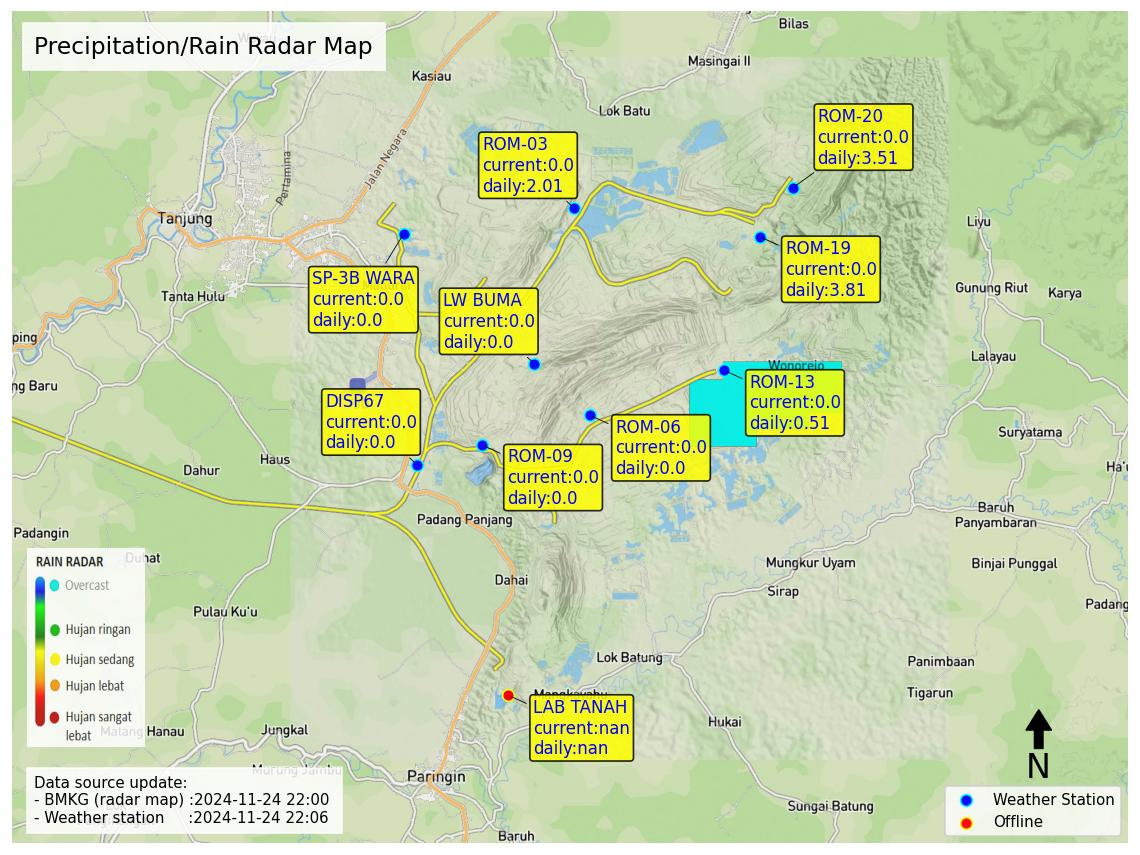 Precipitation/Rain Radar Map
Bilas
Masingai II
Kasiau
Lok Batu
Jalan Negara
Pertamina
Tanjung
Tanta Hulu
ROM-20
current:0.0
daily:3.51
ROM-03
current:0.0
daily:2.01
ROM-19
current:0.0
daily:3.81
SP-3B WARA
current:0.0
daily:0.0
LW BUMA
current:0.0
daily:0.0
Liyu
Gunung Riut
Karya
Lalayau
ping
ng Baru
Wonorejo
ROM-13
current:0.0
daily:0.51
DISP67
current:0.0
daily:0.0
ROM-06
current:0.0
daily:0.0
ROM-09
current:0.0
daily:0.0
Suryatama
Ha'u
Dahur
Haus
Padang Panjang
Baruh
Panyambaran
Padangin
Duhat
Mungkur Uyam
Binjai Punggal
Dahai
Sirap
Padang
Pulau Ku'u
RAIN RADAR
Overcast
Hujan ringan
Hujan sedang
Hujan lebat
Hujan sangat
lebat
Lok Batung
Panimbaan
Tigarun
Mangkayahu
LAB TANAH
current:nan
daily:nan
Matang Hanau
Jungkal
Hukai
Murung Jambu
Paringin
Sungai Batung
Baruh
Data source update:
- BMKG (radar map) :2024-11-24 22:00
- Weather station :2024-11-24 22:06
N
Weather Station
Offline